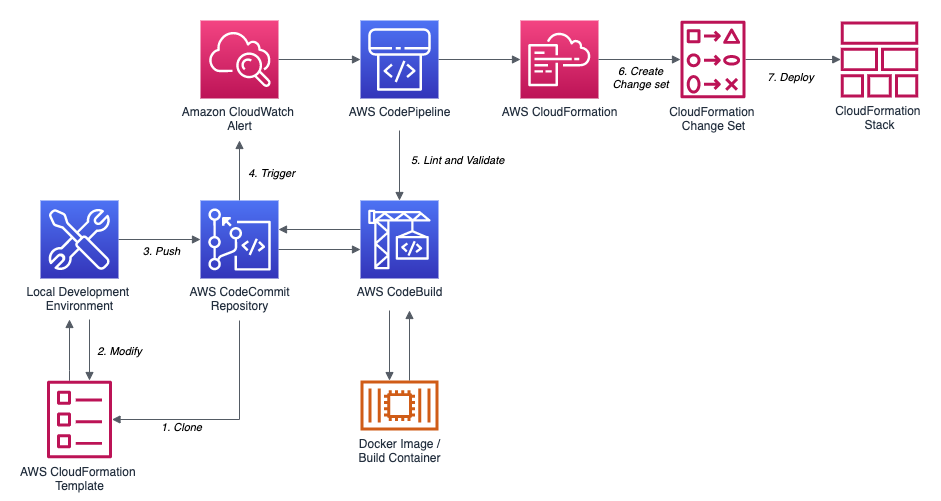 6. Create
Change set
7. Deploy
Amazon CloudWatch
Alert
AWS CodePipeline
AWS CloudFormation
CloudFormation
Change Set
CloudFormation
Stack
5. Lint and Validate
4. Trigger
3. Push
Local Development
Environment
AWS CodeCommit
Repository
AWS CodeBuild
2. Modify
1. Clone
Docker Image /
Build Container
AWS CloudFormation
Template